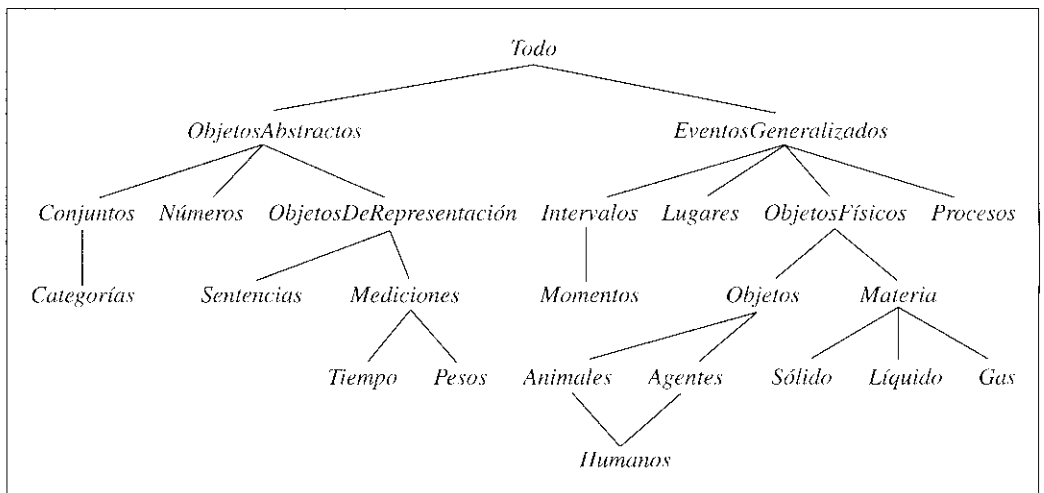 Todo
ObjetosAbstractos EventosGeneralizados
Conjuntos Números ObjetosDeRepresentación Intervalos Lugares ObjetosFísicos Procesos
Categorías Sentencias Mediciones Momentos Objetos Materia
Tiempo Pesos Animales Agentes Sólido Líquido Gas
Humanos